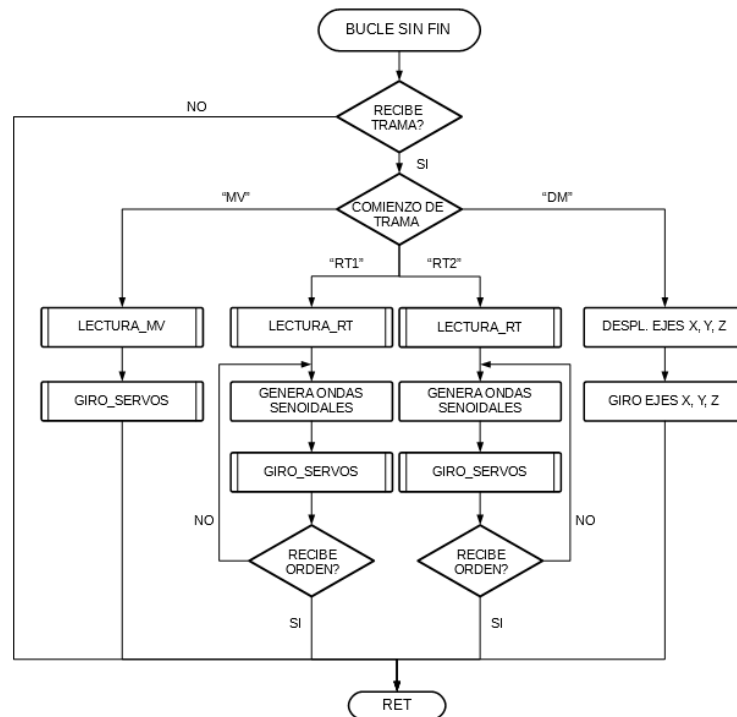 BUCLE SIN FIN
NO
RECIBE
TRAMA?
SI
“MV”
COMIENZO DE
TRAMA
“DM”
“RT1”
“RT2”
LECTURA_MV
LECTURA_RT
LECTURA_RT
DESPL. EJES X, Y, Z
GIRO_SERVOS
GENERA ONDAS
SENOIDALES
GENERA ONDAS
SENOIDALES
GIRO EJES X, Y, Z
GIRO_SERVOS
GIRO_SERVOS
NO
NO
RECIBE
ORDEN?
RECIBE
ORDEN?
SI
SI
RET